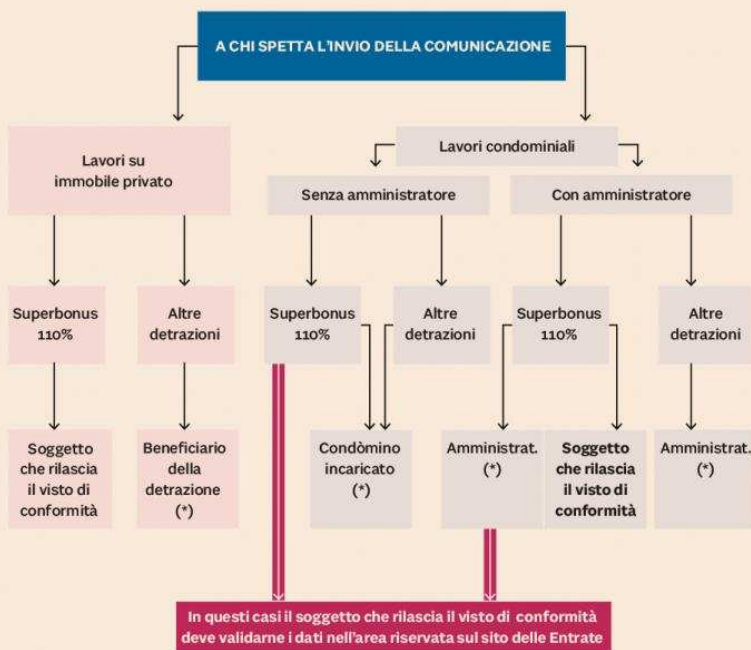 A CHI SPETTA L'INVIO DELLA COMUNICAZIONE
Lavori su
immobile privato
Lavori condominiali
Senza amministratore
Con amministratore
Superbonus
110%
Altre
detrazioni
Superbonus
110%
Altre
detrazioni
Superbonus
110%
Altre
detrazioni
Soggetto
che rilascia
il visto di
conformità
Beneficiario
della
detrazione
(*)
Condòmino
incaricato
(*)
Amministrat.
(*)
Soggetto
che rilascia
il visto di
conformità
Amministrat.
(*)
In questi casi il soggetto che rilascia il visto di conformità
deve validarne i dati nell'area riservata sul sito delle Entrate